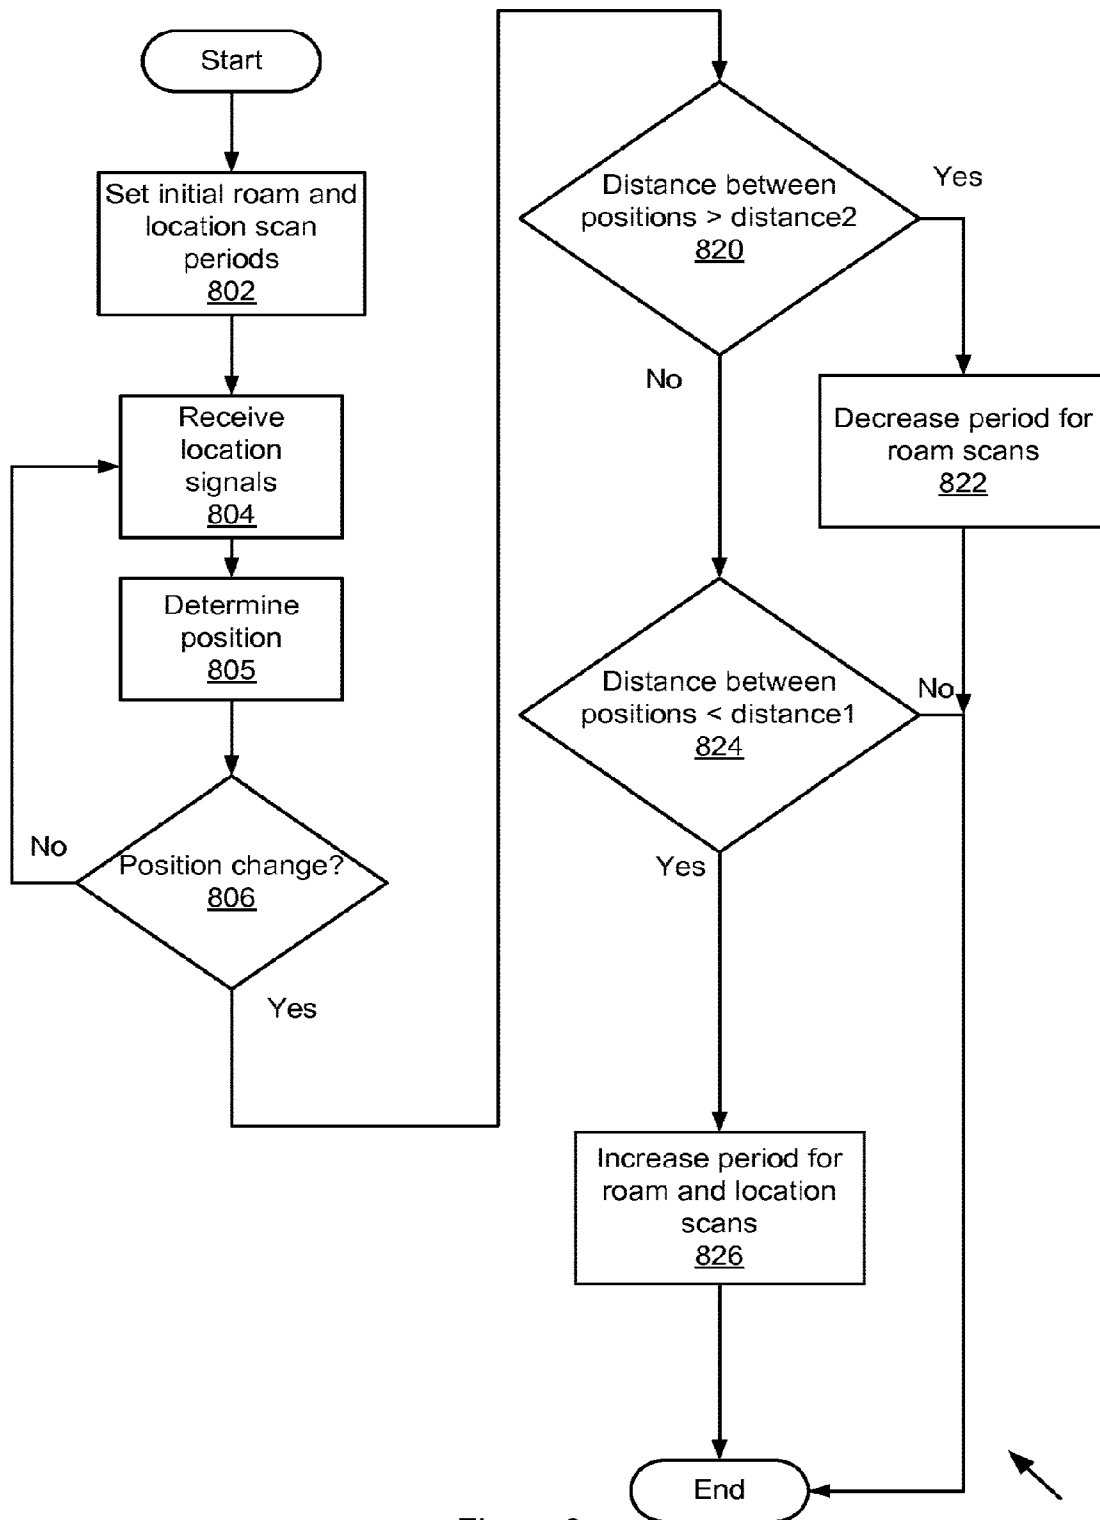 Start
Set initial roam and
location scan
periods
802
Receive
location
signals
804
Determine
position
805
Position change?
806
No
Yes
Distance between
positions > distance2
820
Yes
No
Decrease period for
roam scans
822
Distance between
positions < distance1
824
No
Yes
Increase period for
roam and location
scans
826
End